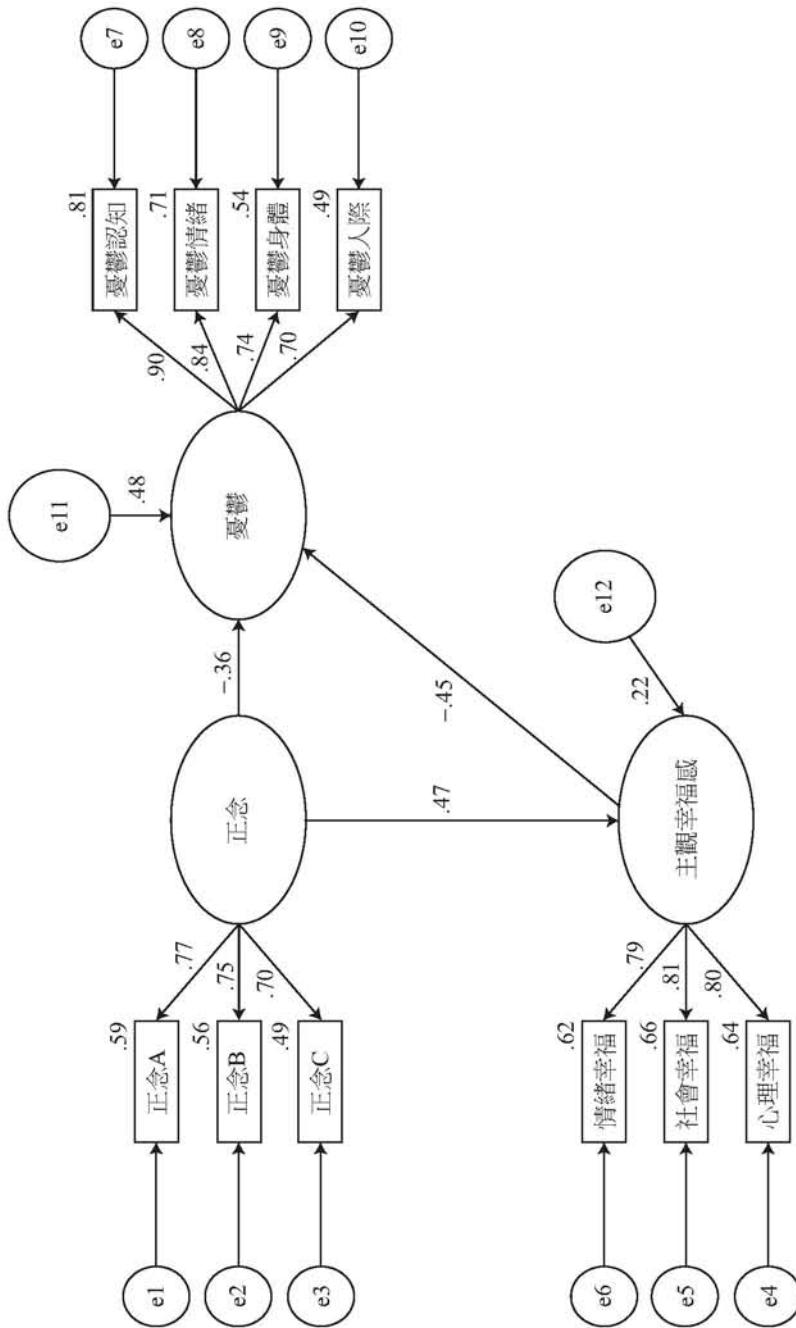 e1
.59
正念A
.77
e2
.56
正念B
.75
e3
.49
正念C
.70
正念
-.36
e11
.48
憂鬱
.90
.81
憂鬱認知
e7
.84
.71
憂鬱情緒
e8
.74
.54
憂鬱身體
e9
.70
.49
憂鬱人際
e10
.47
-.45
e12
.22
主觀幸福感
e6
.62
情緒幸福
.79
e5
.66
社會幸福
.81
e4
.64
心理幸福
.80